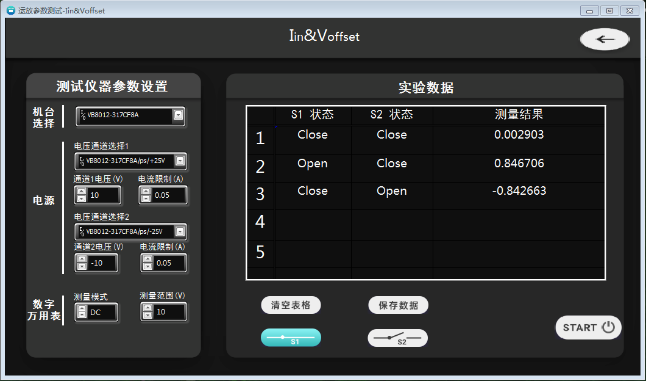 运放参数测试-Iin&Voffset
Iin&Voffset
测试仪器参数设置
机台选择
VB8012-317CF8A
电源
电压通道选择1
VB8012-317CF8A/ps/+25V
通道1电压(V) 电流限制(A)
10 0.05
电压通道选择2
VB8012-317CF8A/ps/-25V
通道2电压(V) 电流限制(A)
-10 0.05
数字万用表
测量模式 测量范围(V)
DC 10
实验数据
S1 状态 S2 状态 测量结果
1 Close Close 0.002903
2 Open Close 0.846706
3 Close Open -0.842663
4
5
清空表格 保存数据
S1 S2
START